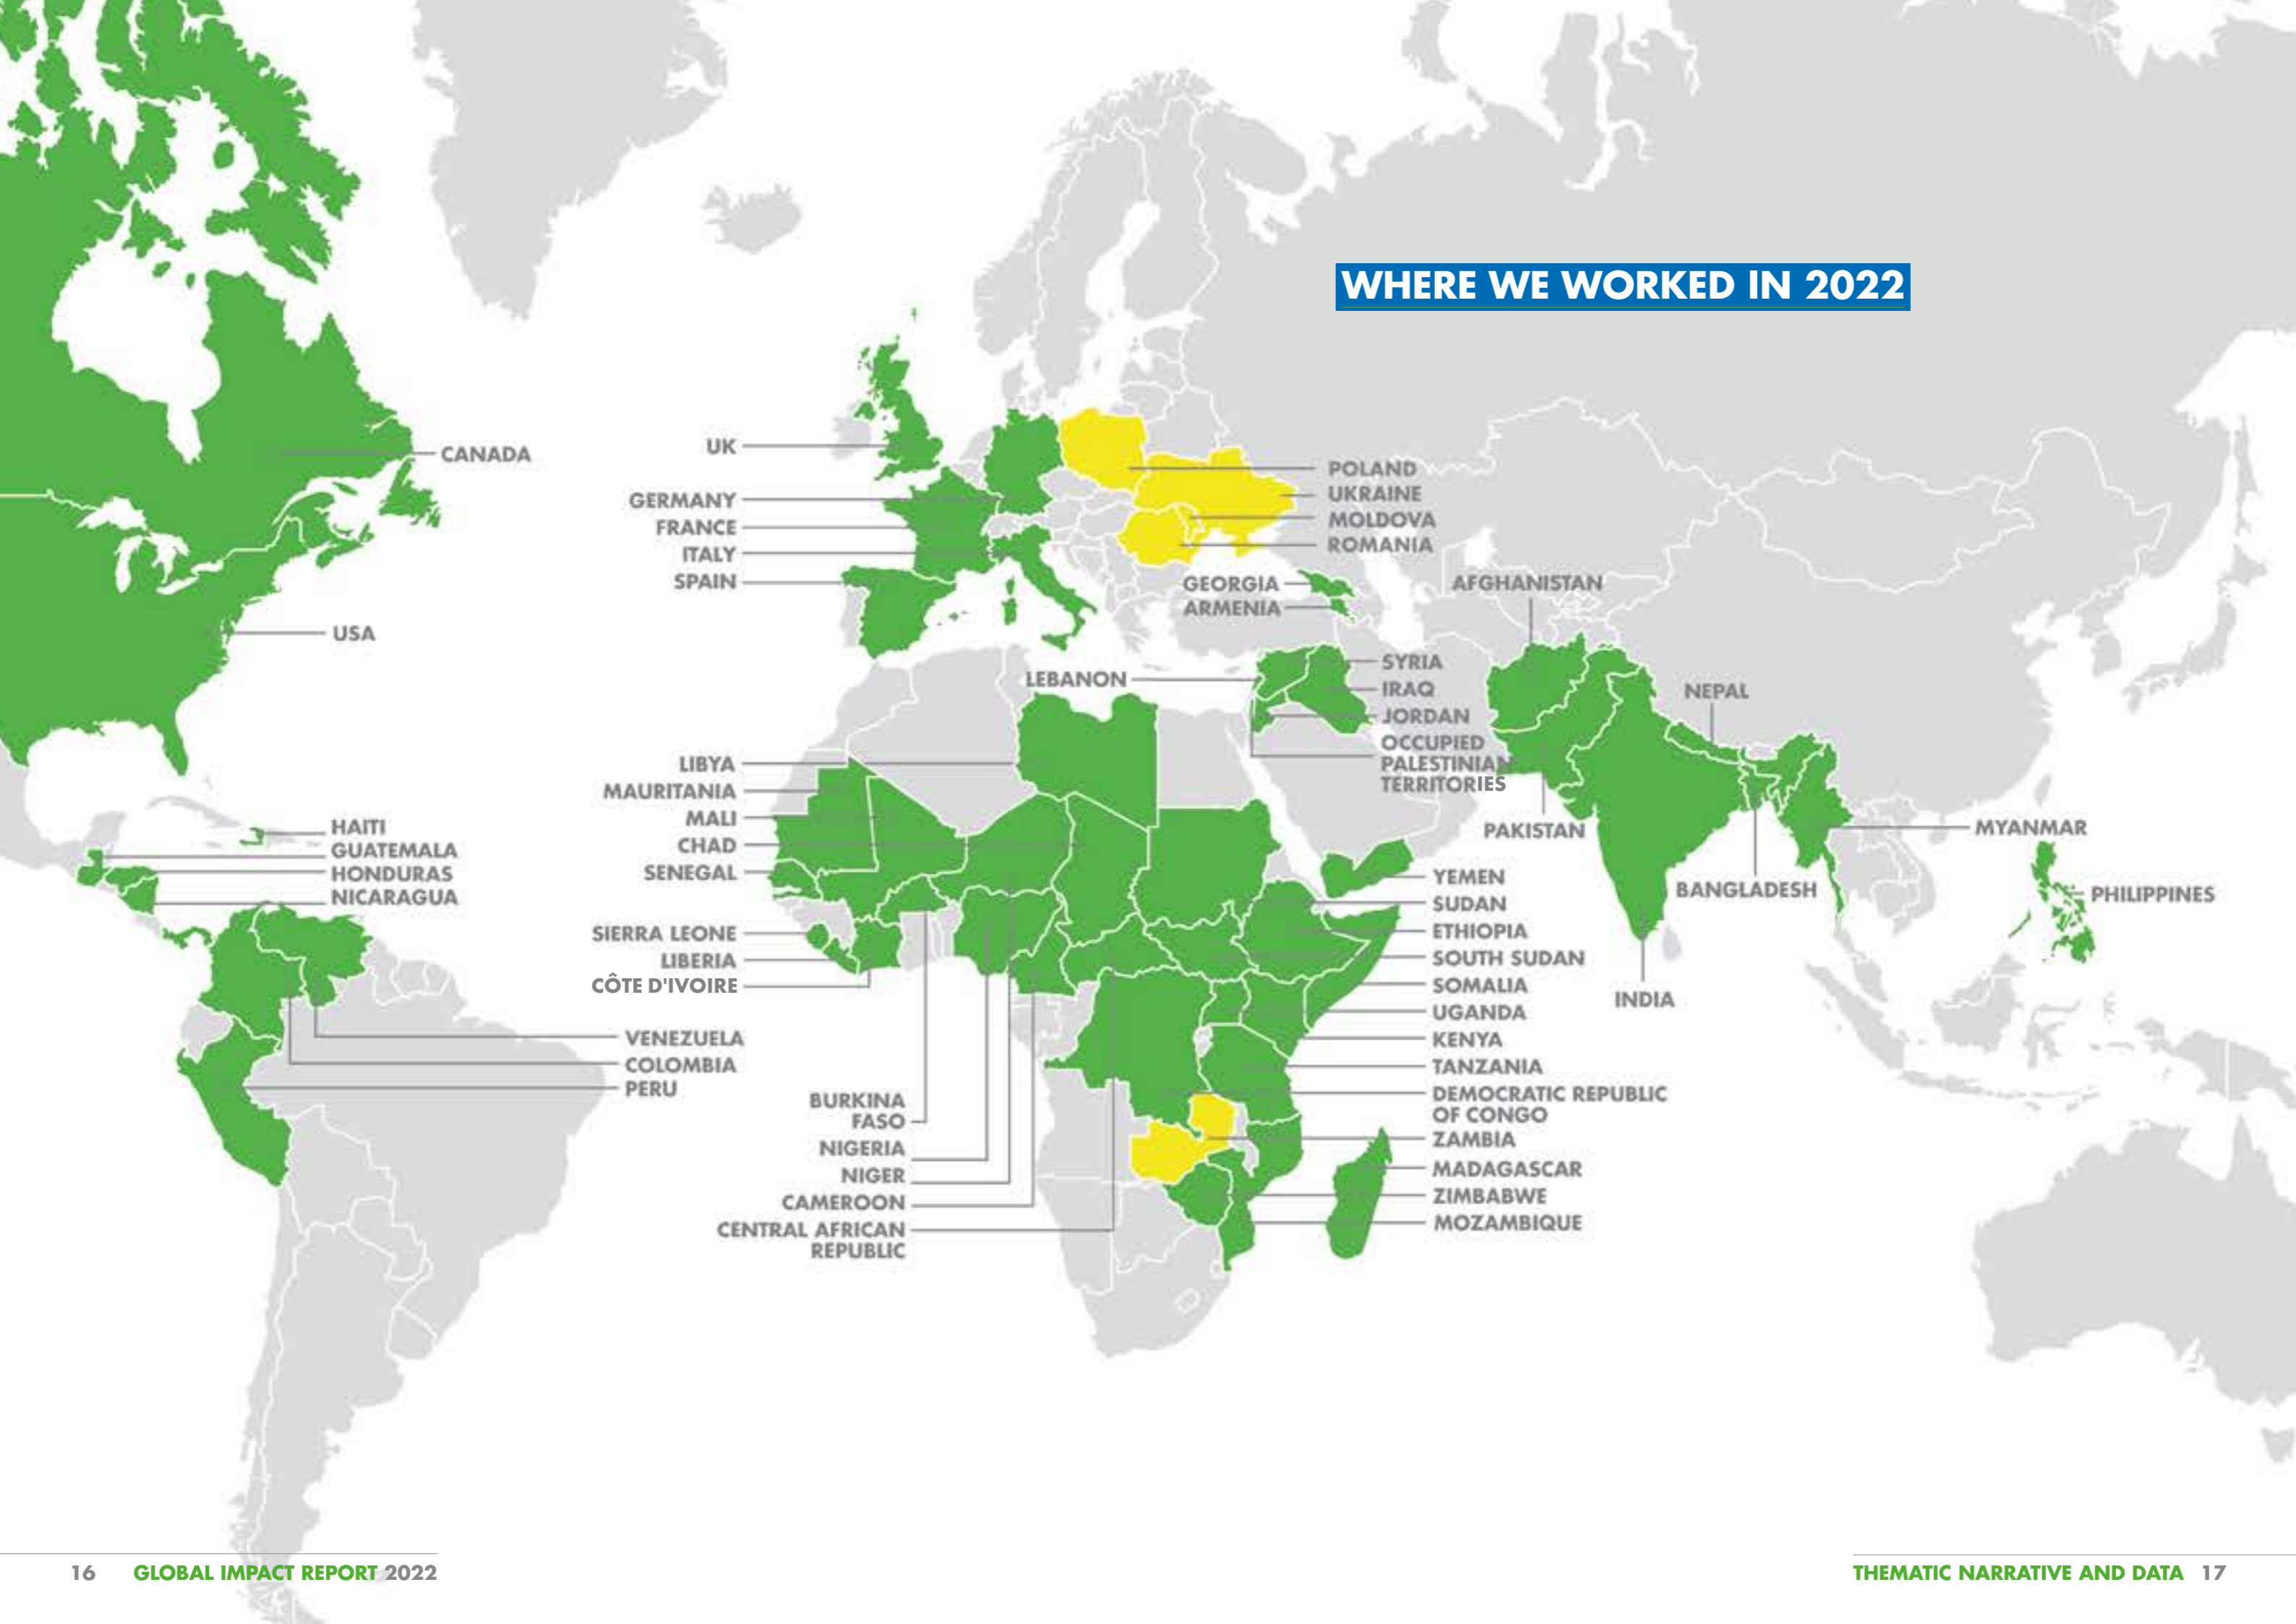 WHERE WE WORKED IN 2022
CANADA
USA
HAITI
GUATEMALA
HONDURAS
NICARAGUA
VENEZUELA
COLOMBIA
PERU
UK
GERMANY
FRANCE
ITALY
SPAIN
POLAND
UKRAINE
MOLDOVA
ROMANIA
GEORGIA
ARMENIA
AFGHANISTAN
LEBANON
SYRIA
IRAQ
JORDAN
OCCUPIED
PALESTINIAN
TERRITORIES
NEPAL
PAKISTAN
MYANMAR
BANGLADESH
PHILIPPINES
INDIA
LIBYA
MAURITANIA
MALI
CHAD
SENEGAL
SIERRA LEONE
LIBERIA
CÔTE D'IVOIRE
BURKINA
FASO
NIGERIA
NIGER
CAMEROON
CENTRAL AFRICAN
REPUBLIC
YEMEN
SUDAN
ETHIOPIA
SOUTH SUDAN
SOMALIA
UGANDA
KENYA
TANZANIA
DEMOCRATIC REPUBLIC
OF CONGO
ZAMBIA
MADAGASCAR
ZIMBABWE
MOZAMBIQUE
16 GLOBAL IMPACT REPORT 2022
THEMATIC NARRATIVE AND DATA 17